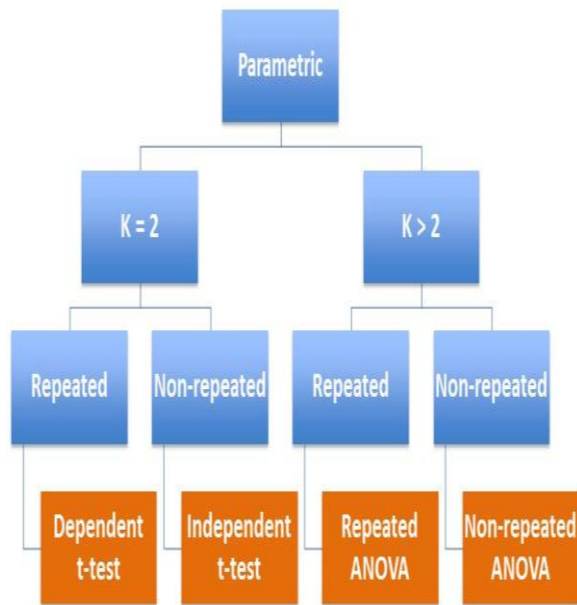 Parametric
K = 2
K > 2
Repeated
Non-repeated
Repeated
Non-repeated
Dependent
t-test
Independent
t-test
Repeated
ANOVA
Non-repeated
ANOVA